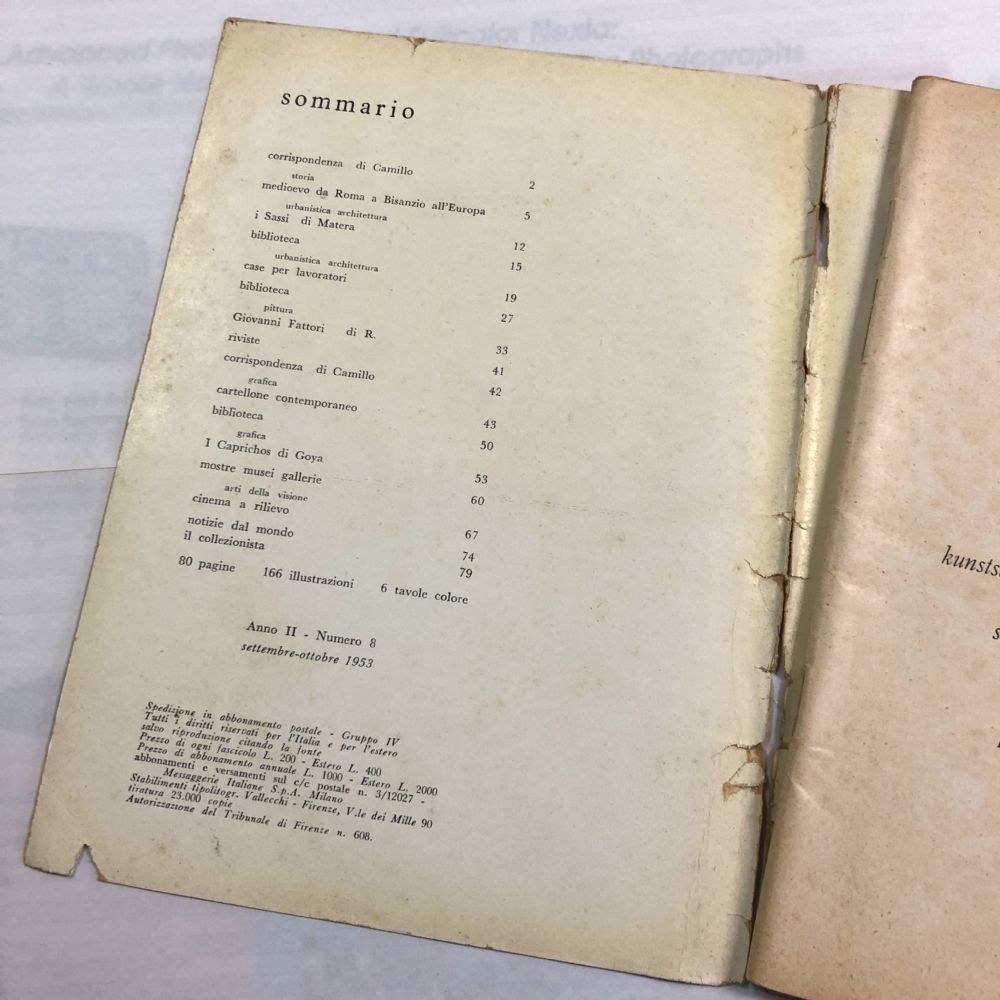 Advanced
A Whole
Photographs
sommario
corrispondenza di Camillo 2
storia
medioevo da Roma a Bisanzio all'Europa 5
urbanistica architettura
i Sassi di Matera 12
biblioteca 15
urbanistica architettura
case per lavoratori 19
biblioteca 27
pittura
Giovanni Fattori di R. 33
riviste 41
corrispondenza di Camillo 42
grafica
cartellone contemporaneo 43
biblioteca 50
grafica
I Caprichos di Goya 53
mostre musei gallerie 60
arti della visione
cinema a rilievo 67
notizie dal mondo 74
il collezionista 79
80 pagine 166 illustrazioni 6 tavole colore
Anno II - Numero 8
settembre-ottobre 1953
Spedizione in abbonamento postale - Gruppo IV
Tutti i diritti riservati per l'Italia e per l'estero
salvo riproduzione citando la fonte
Prezzo di ogni fascicolo L. 200 - Estero L. 400
Prezzo di abbonamento annuale L. 1000 - Estero L. 2000
abbonamenti e versamenti sul c/c postale n. 3/12027 -
Messaggerie Italiane S.p.A. Milano
Stabilimenti tipolitogr. Vallecchi - Firenze, V.le dei Mille 90
tiratura 23.000 copie
Autorizzazione del Tribunale di Firenze n. 608.